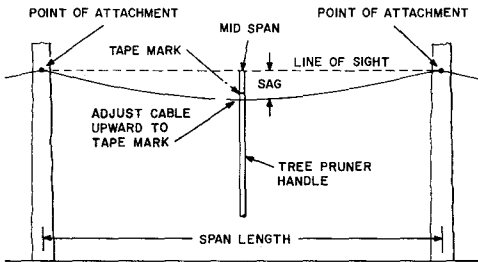 POINT OF ATTACHMENT
POINT OF ATTACHMENT
MID SPAN
TAPE MARK
LINE OF SIGHT
SAG
ADJUST CABLE
UPWARD TO
TAPE MARK
TREE PRUNER
HANDLE
SPAN LENGTH